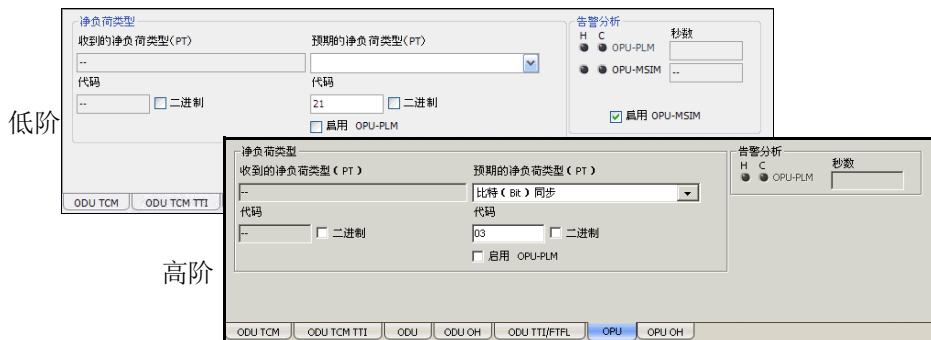 净负荷类型
收到的净负荷类型(PT)
预期的净负荷类型(PT)
--
代码
代码
--
二进制
21
二进制
启用 OPU-PLM
告警分析
H C
秒数
OPU-PLM
OPU-MSIM
--
启用 OPU-MSIM
低阶
ODU TCM
ODU TCM TTI
净负荷类型
收到的净负荷类型（PT）
预期的净负荷类型（PT）
--
比特（Bit）同步
代码
代码
--
二进制
03
二进制
启用 OPU-PLM
告警分析
H C
秒数
OPU-PLM
高阶
ODU TCM
ODU TCM TTI
ODU
ODU OH
ODU TTI/FTFL
OPU
OPU OH